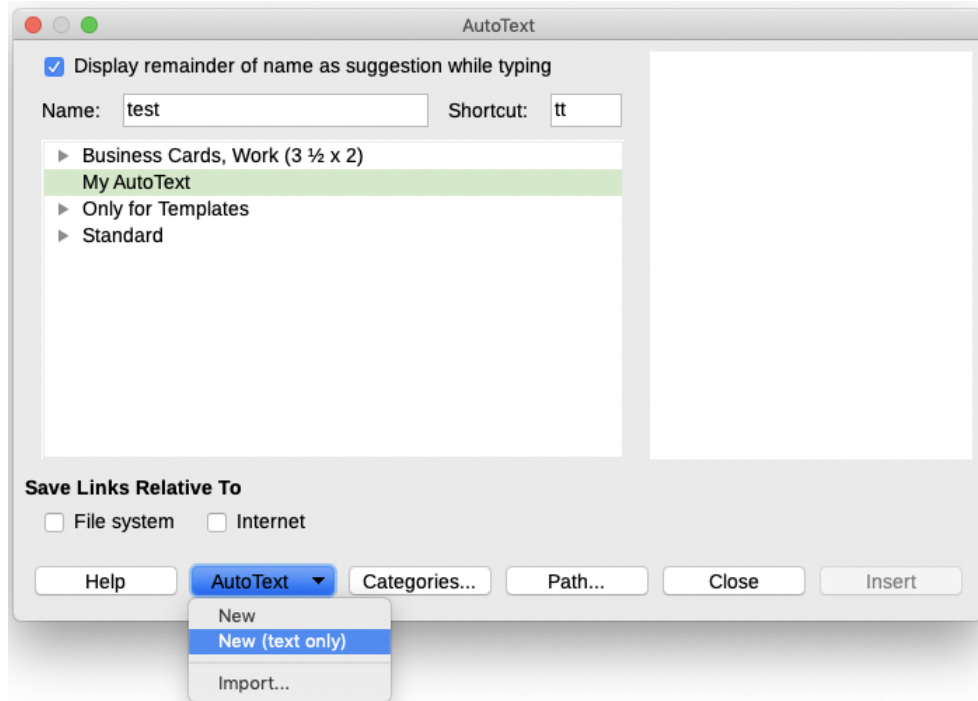 AutoText
Display remainder of name as suggestion while typing
Name: test Shortcut: tt
Business Cards, Work (3 ½ x 2)
My AutoText
Only for Templates
Standard
Save Links Relative To
File system Internet
Help AutoText Categories... Path... Close Insert
New
New (text only)
Import...